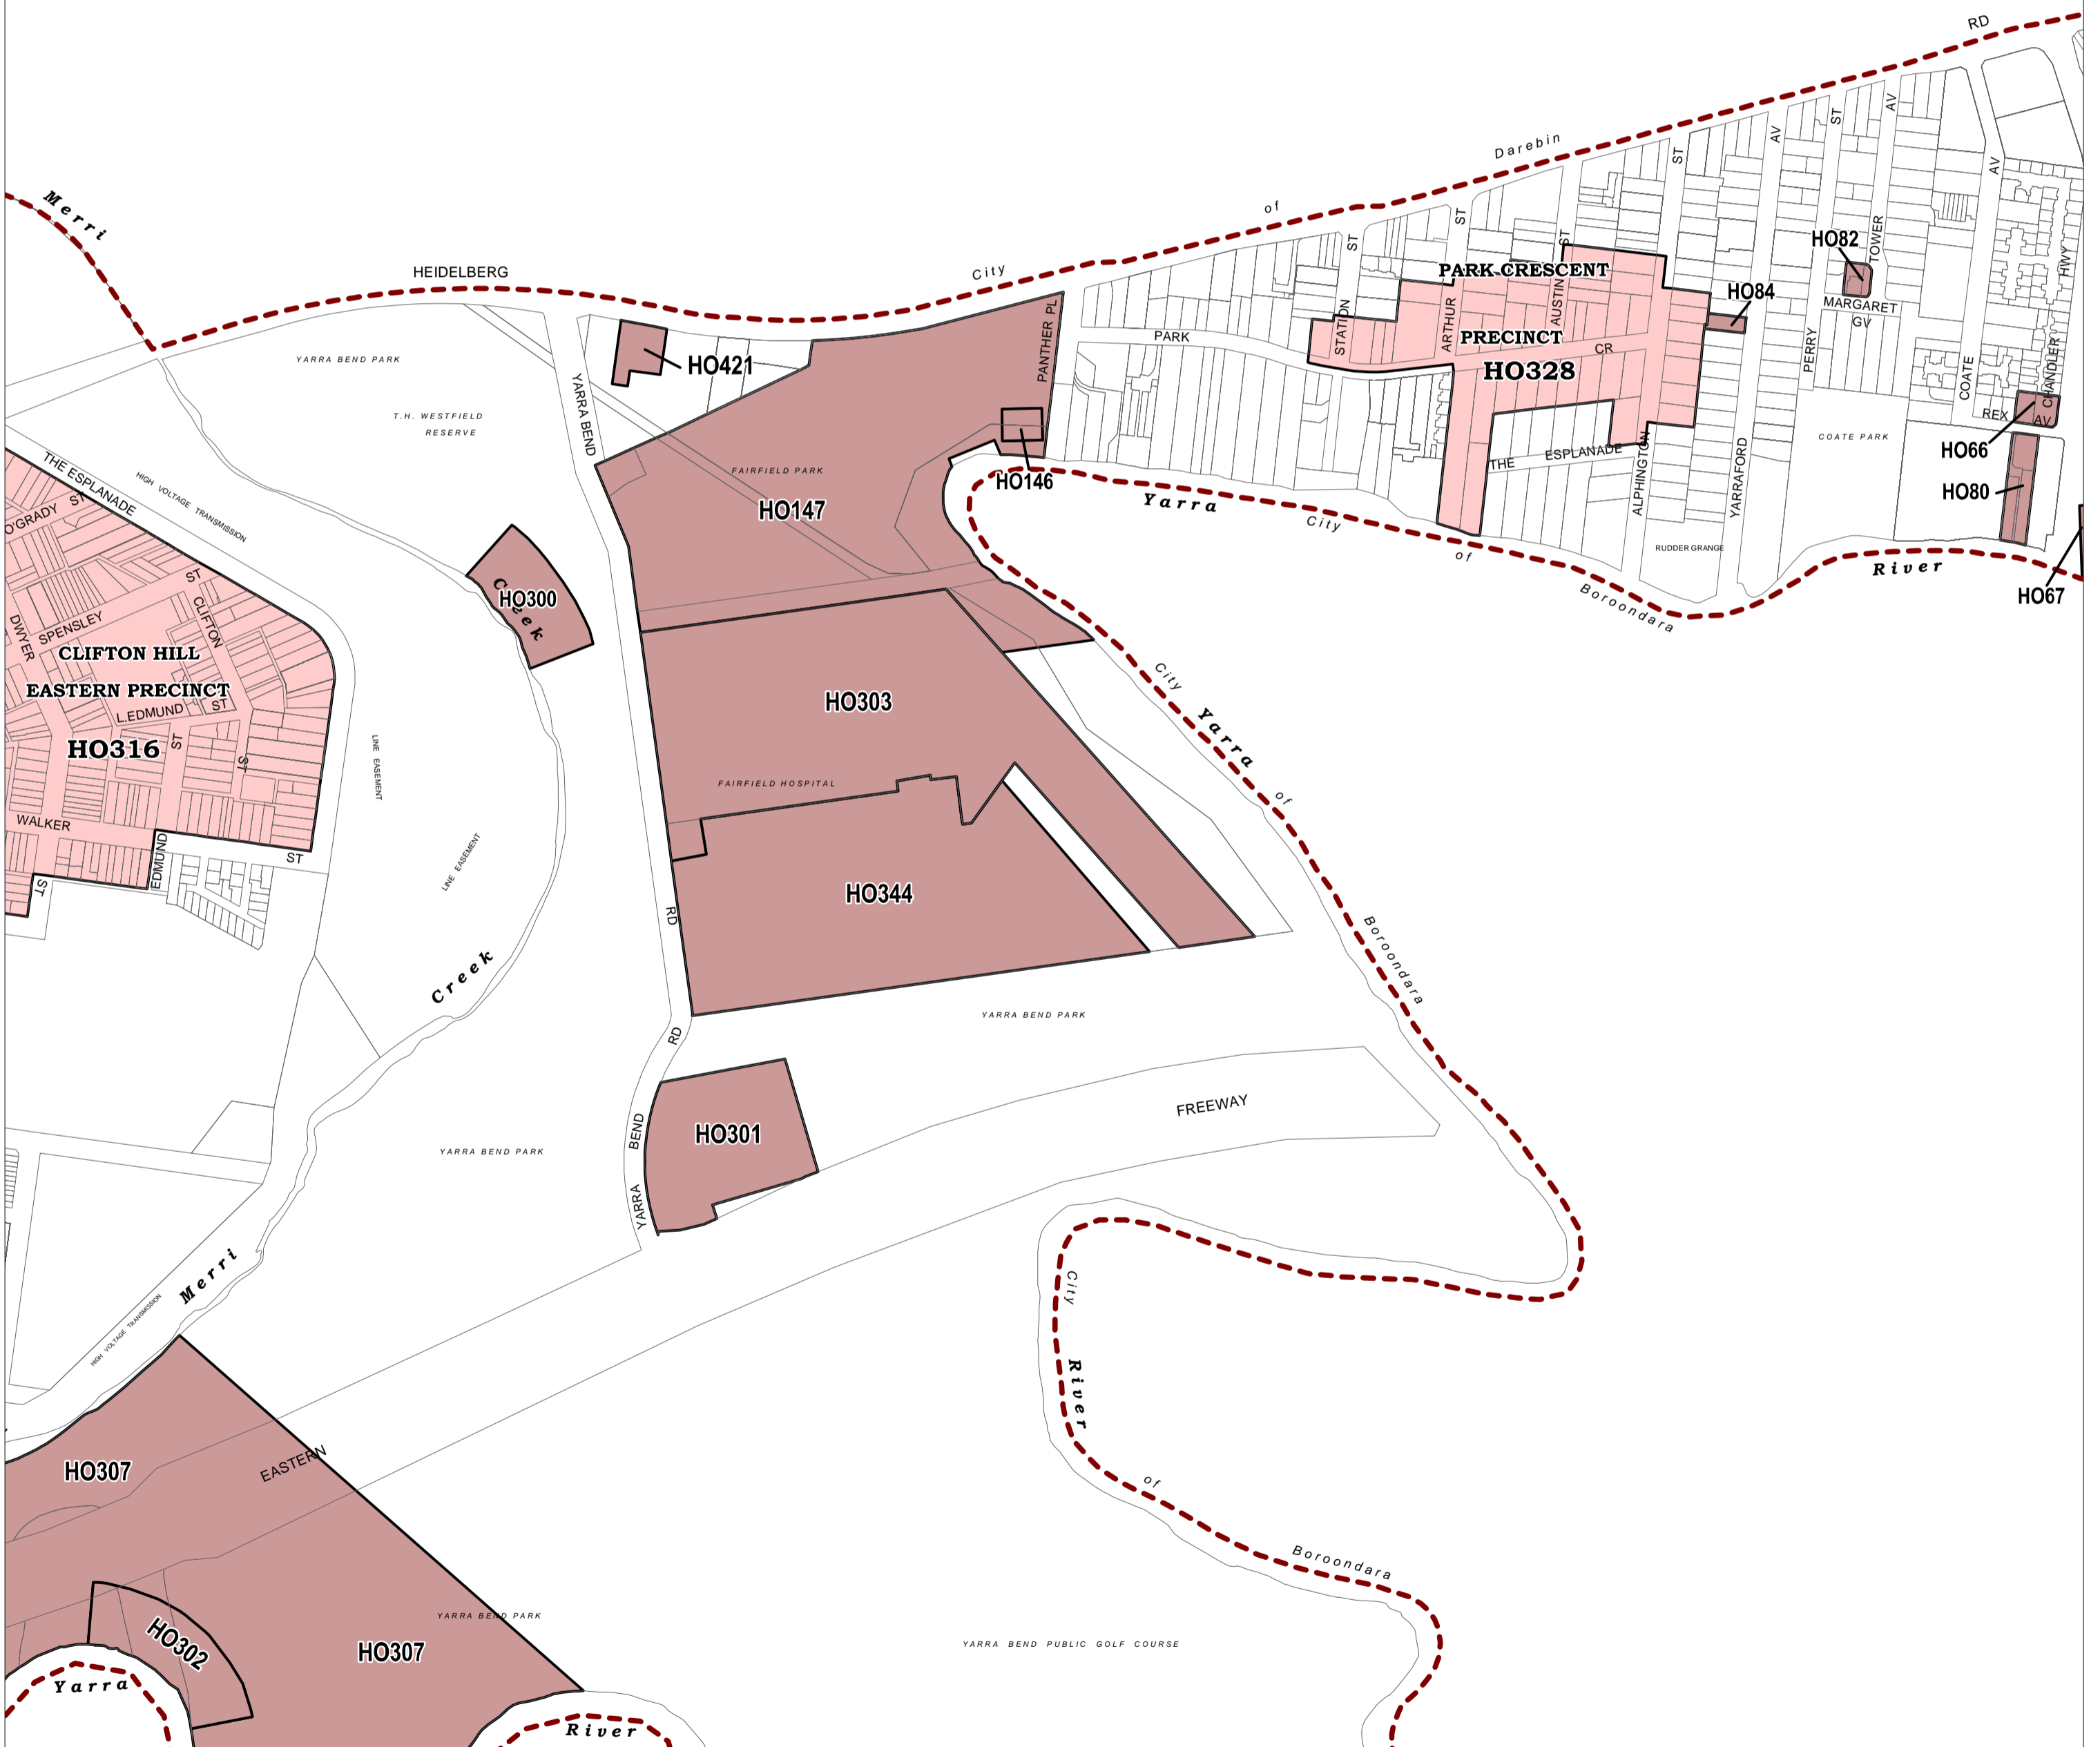 RD
Darebin
of
City
HEIDELBERG
Merri
YARRA BEND PARK
T.H. WESTFIELD
RESERVE
YARRA BEND
HO421
PANTHER PL
PARK
STATION
ST
ARTHUR
ST
AUSTIN
ST
ST
AV
ST
AV
AV
PARK CRESCENT
PRECINCT
HO328
CR
HO84
HO82
TOWER
MARGARET
GV
PERRY
COATE
CHANDLER
HWY
REX
AV
HO66
HO80
HO67
COATE PARK
YARRAFORD
ALPHINGTON
THE
ESPLANADE
RUDDER GRANGE
FAIRFIELD PARK
HO147
HO146
Yarra
City
of
Boroondara
River
THE ESPLANADE
HIGH VOLTAGE TRANSMISSION
O'GRADY
ST
ST
SPENSLEY
CLIFTON
DWYER
CLIFTON HILL
EASTERN PRECINCT
L.EDMUND
ST
ST
ST
HO316
WALKER
EDMUND
ST
ST
LINE EASEMENT
LINE EASEMENT
Creek
HO300
HO303
FAIRFIELD HOSPITAL
HO344
City
Yarra
of
Boroondara
RD
Creek
YARRA BEND PARK
RD
BEND
YARRA
HO301
FREEWAY
YARRA BEND PARK
Merri
HIGH VOLTAGE TRANSMISSION
City
River
of
Boroondara
HO307
EASTERN
HO302
HO307
YARRA BEND PARK
YARRA BEND PUBLIC GOLF COURSE
Yarra
River